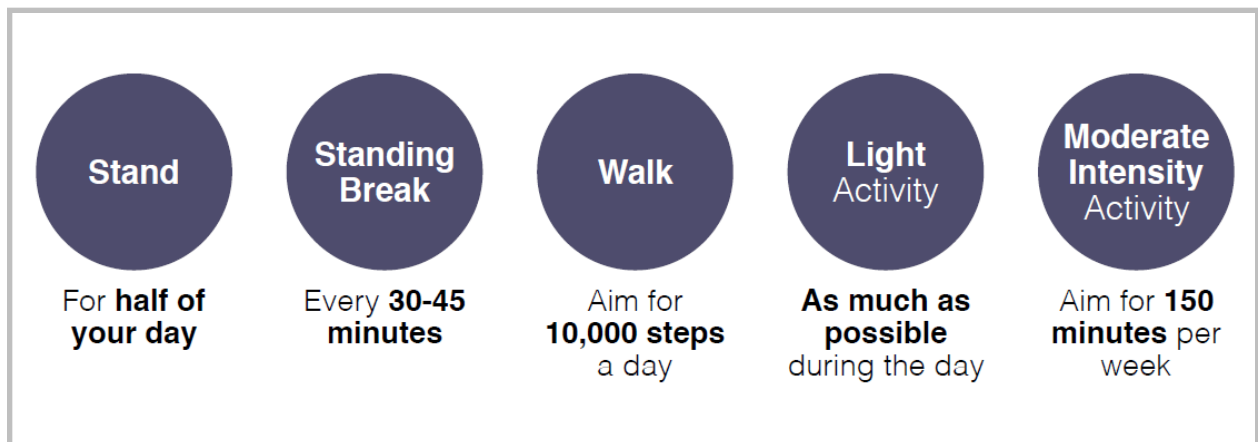 Stand
For half of
your day
Standing
Break
Every 30-45
minutes
Walk
Aim for
10,000 steps
a day
Light
Activity
As much as
possible
during the day
Moderate
Intensity
Activity
Aim for 150
minutes per
week